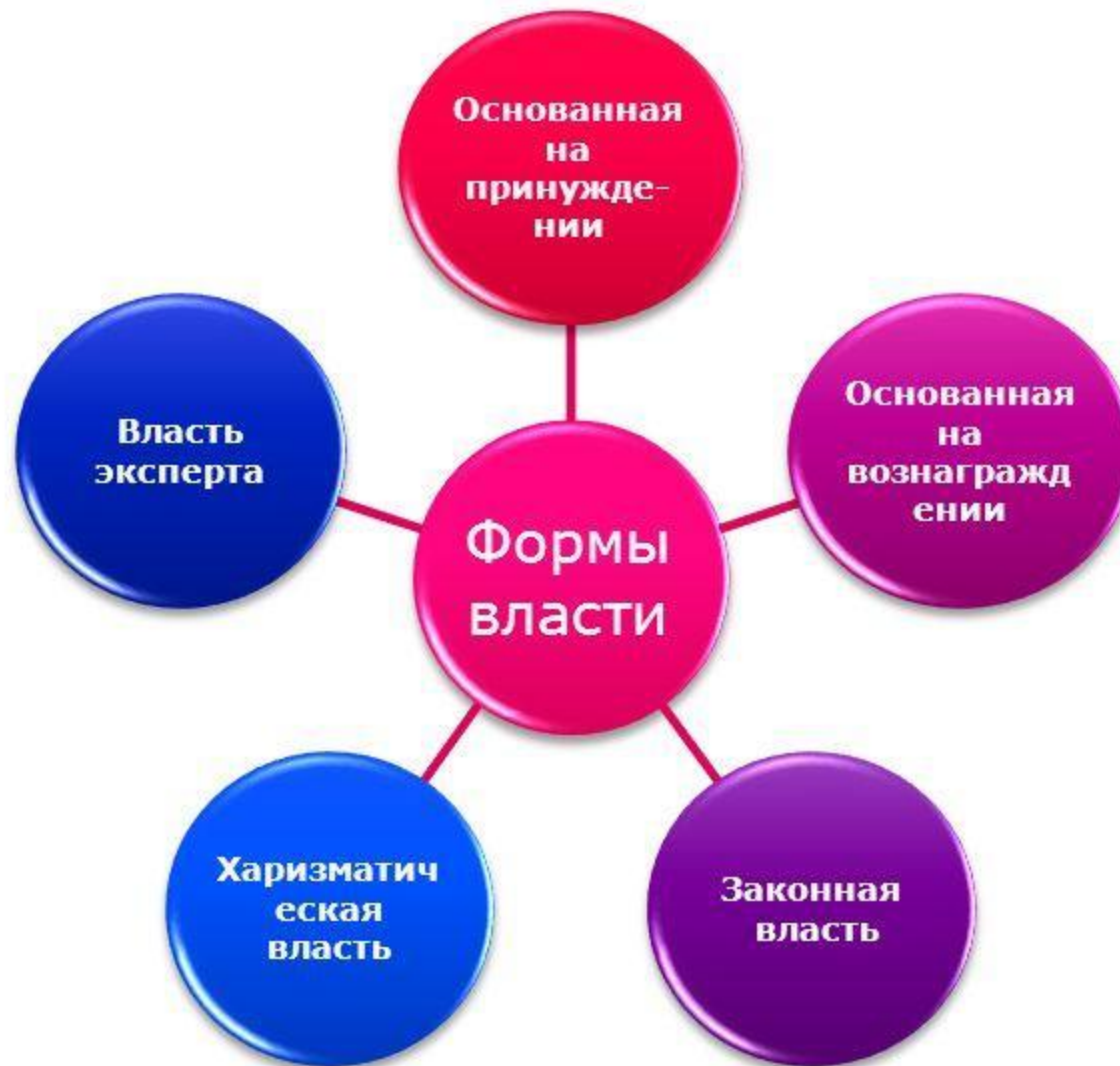 Основанная
на
принужде-
нии
Основанная
на
вознагражд
ении
Законная
власть
Харизматич
еская
власть
Власть
эксперта
Формы
власти